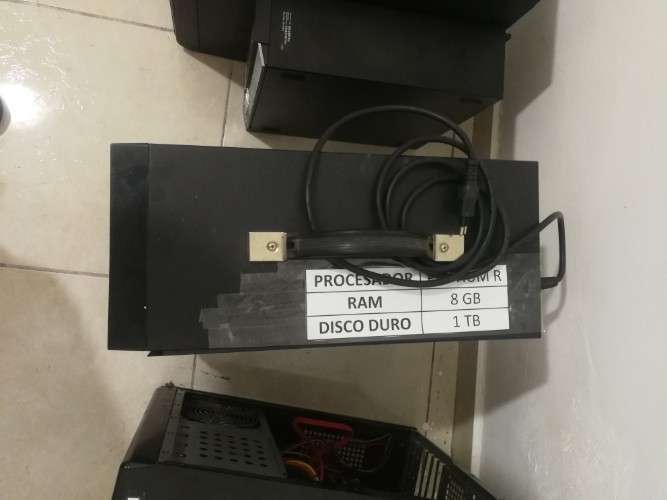 PROCESADOR
RAM 8 GB
DISCO DURO 1 TB